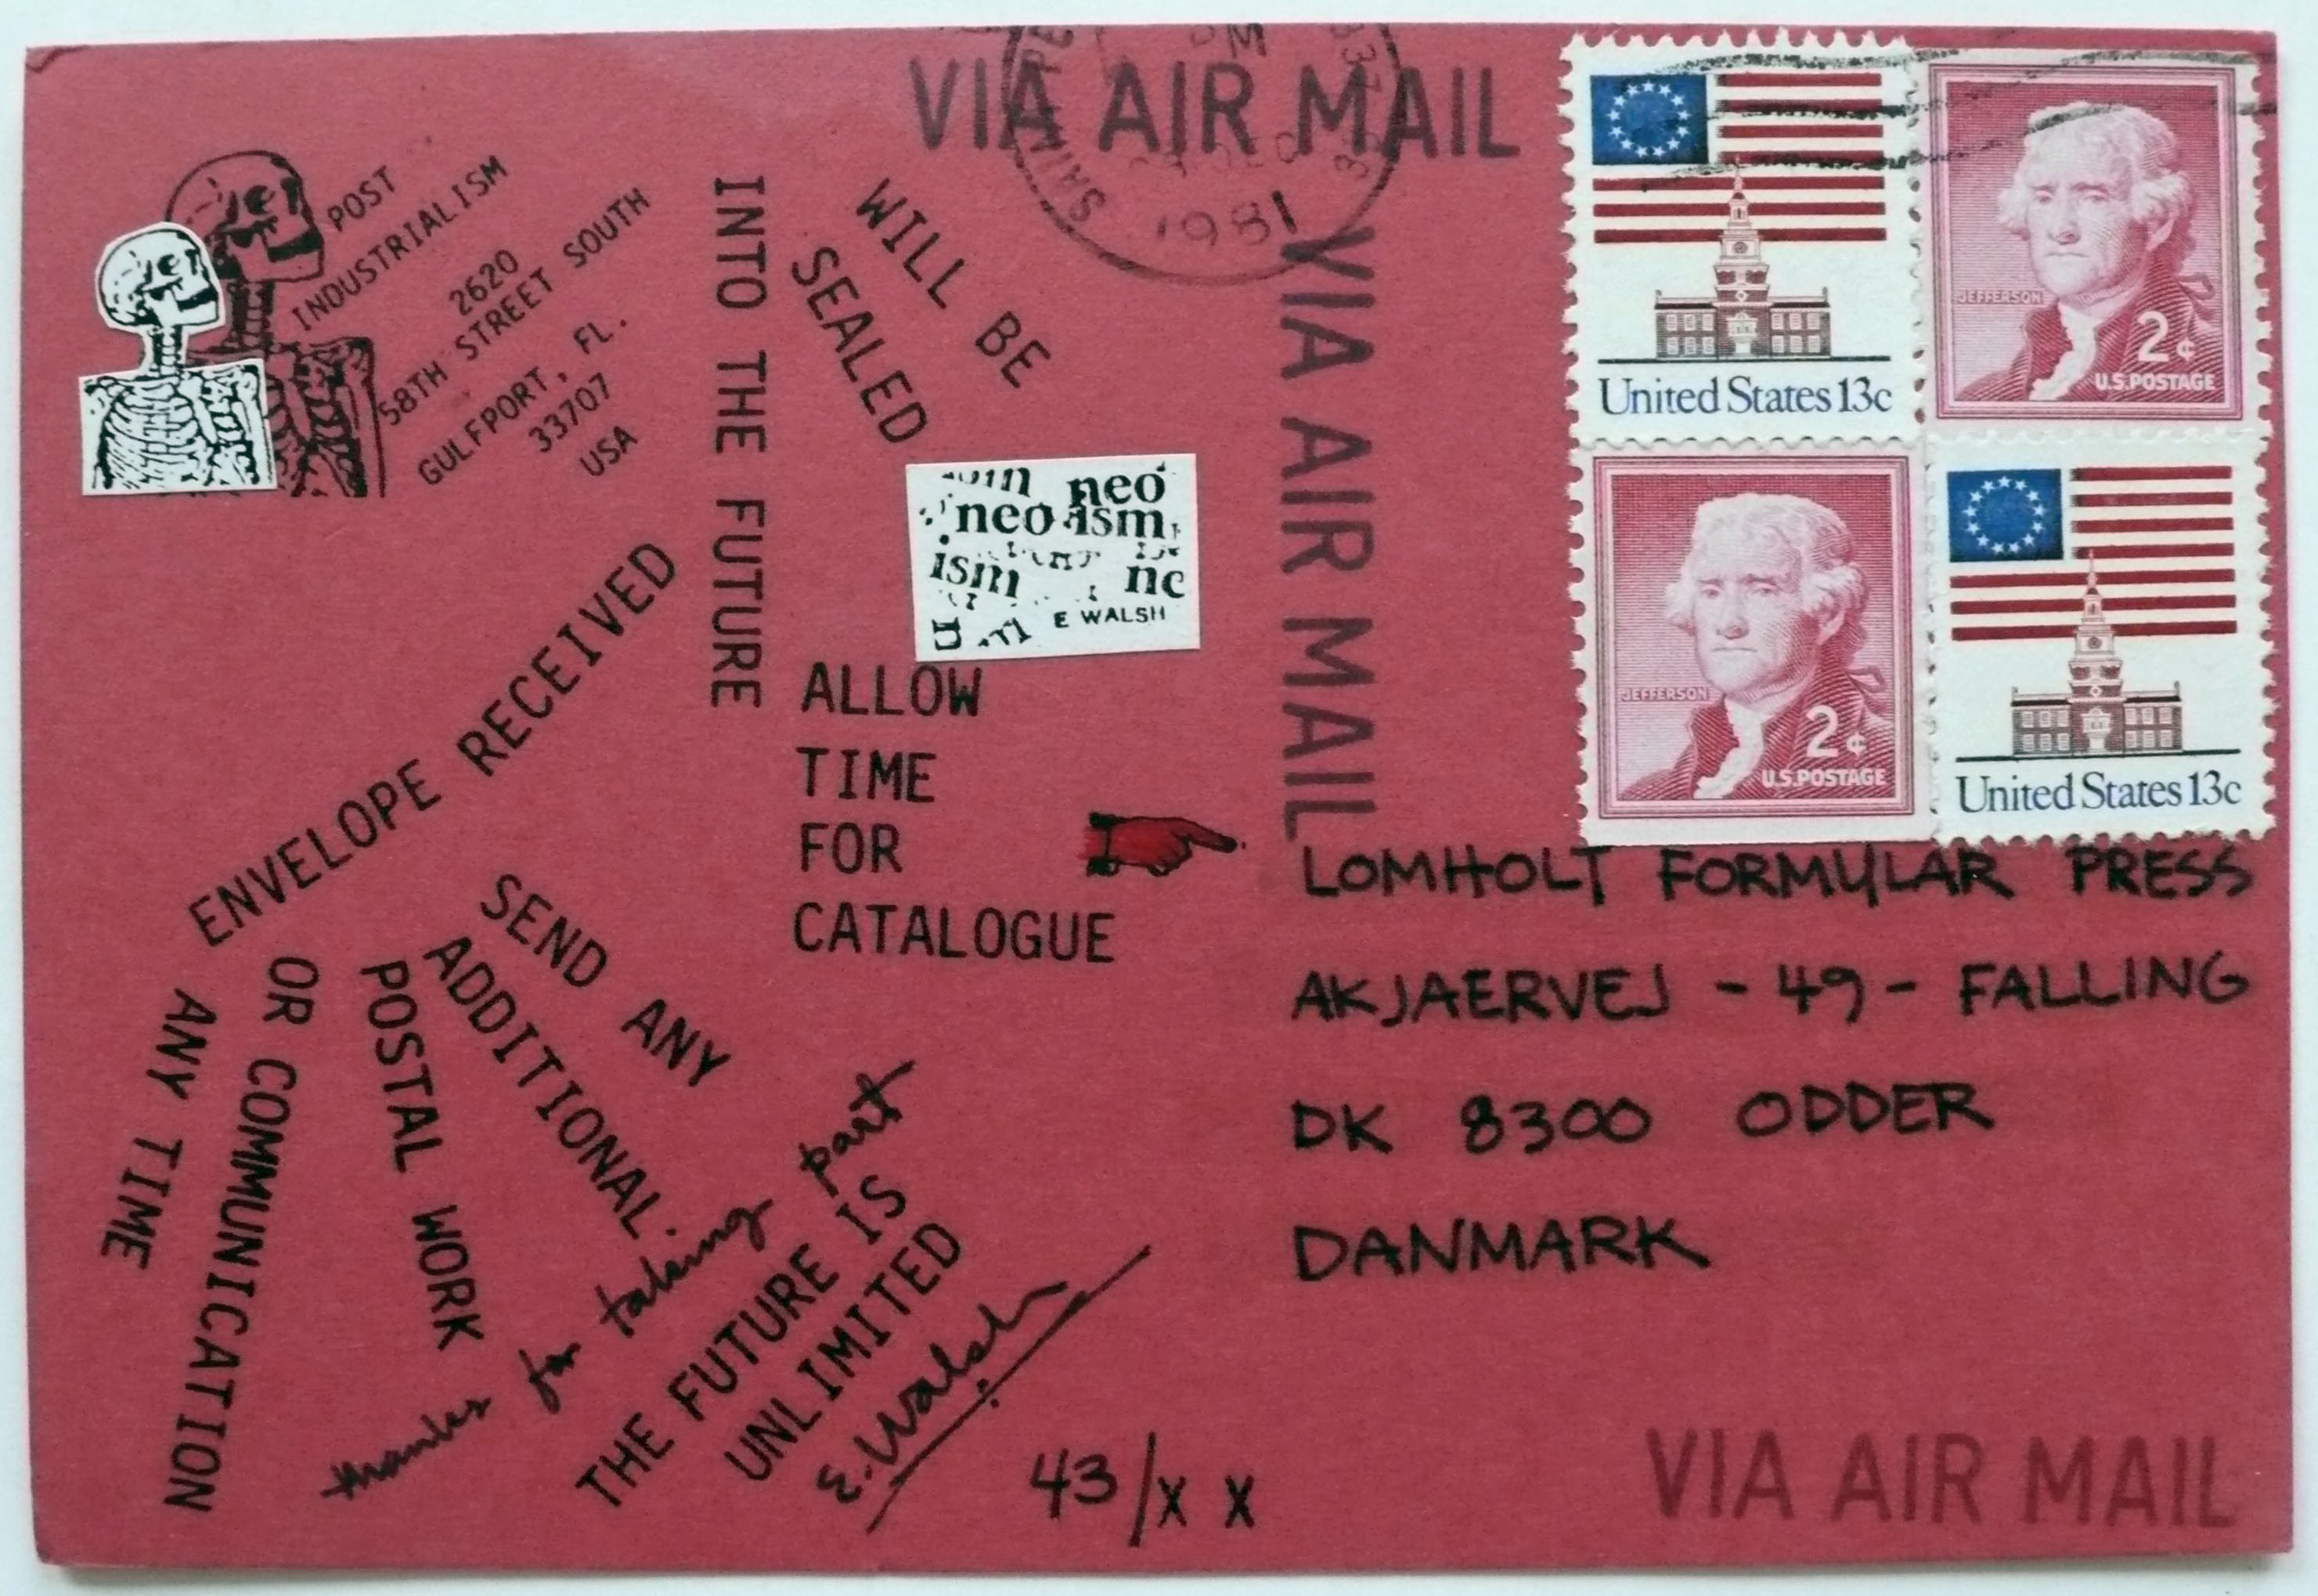 VIA AIR MAIL
PM
1981
POST
INDUSTRIALISM
2620
58TH STREET SOUTH
GULFPORT, FL.
33707
USA
ENVELOPE RECEIVED
WILL BE
SEALED
INTO THE FUTURE
neo
neo ism
ism nc
E WALSH
ALLOW
TIME
FOR
CATALOGUE
SEND ANY
ADDITIONAL
POSTAL WORK
OR COMMUNICATION
ANY TIME
thanks for taking part
THE FUTURE IS
UNLIMITED
E. Walsh
43/X X
VIA AIR MAIL
United States 13c
JEFFERSON
2¢
U.S. POSTAGE
JEFFERSON
2¢
U.S. POSTAGE
United States 13c
LOMHOLT FORMULAR PRESS
AKJAERVEJ - 49 - FALLING
DK 8300 ODDER
DANMARK
VIA AIR MAIL